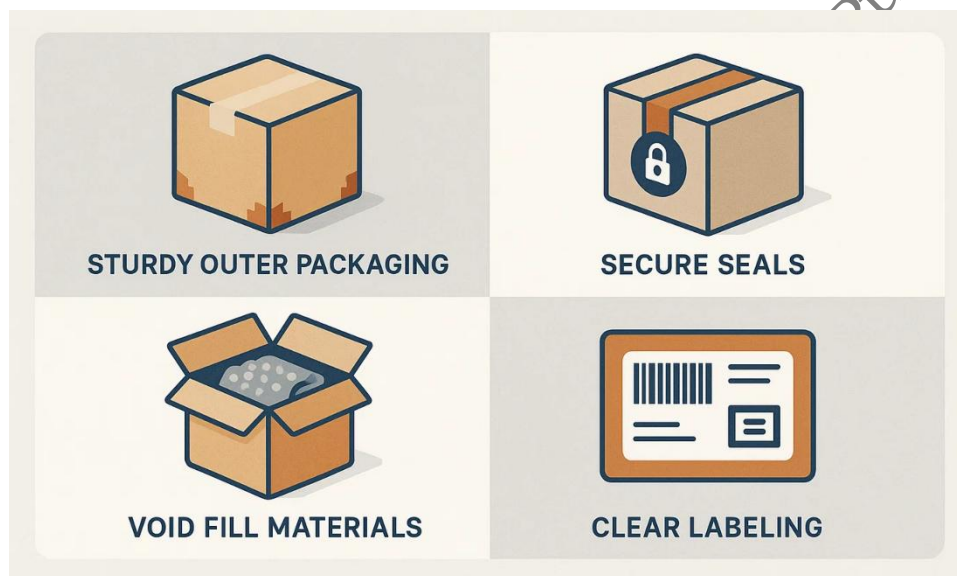 STURDY OUTER PACKAGING
SECURE SEALS
VOID FILL MATERIALS
CLEAR LABELING